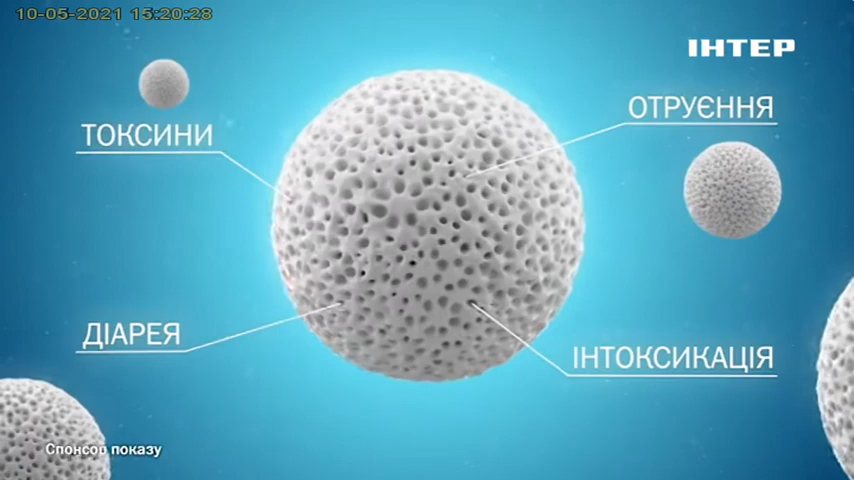 10-05-2021 15:20:28
ІНТЕР
ТОКСИНИ
ОТРУЄННЯ
ДІАРЕЯ
ІНТОКСИКАЦІЯ
Спонсор показу